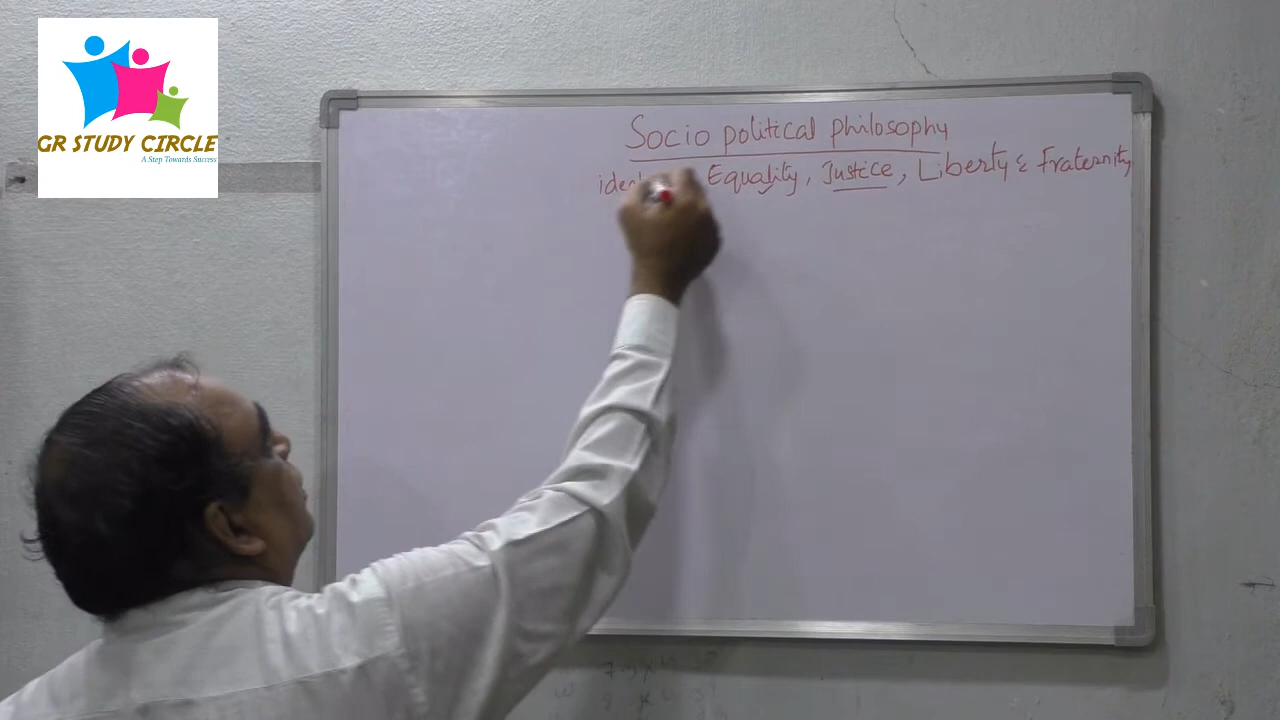 GR STUDY CIRCLE
A Step Towards Success
Socio political philosophy
Equality, Justice, Liberty & Fraternity